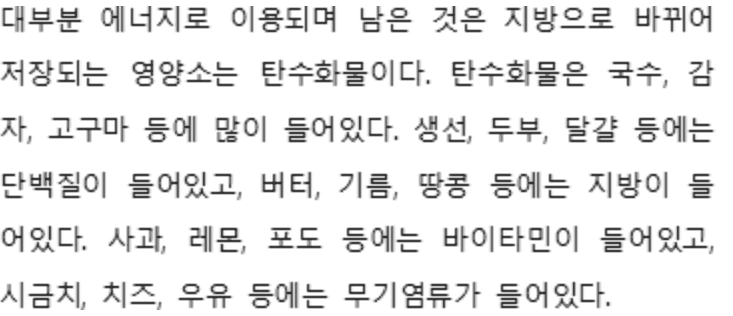 대부분 에너지로 이용되며 남은 것은 지방으로 바뀌어
저장되는 영양소는 탄수화물이다. 탄수화물은 국수, 감
자, 고구마 등에 많이 들어있다. 생선, 두부, 달걀 등에는
단백질이 들어있고, 버터, 기름, 땅콩 등에는 지방이 들
어있다. 사과, 레몬, 포도 등에는 바이타민이 들어있고,
시금치, 치즈, 우유 등에는 무기염류가 들어있다.